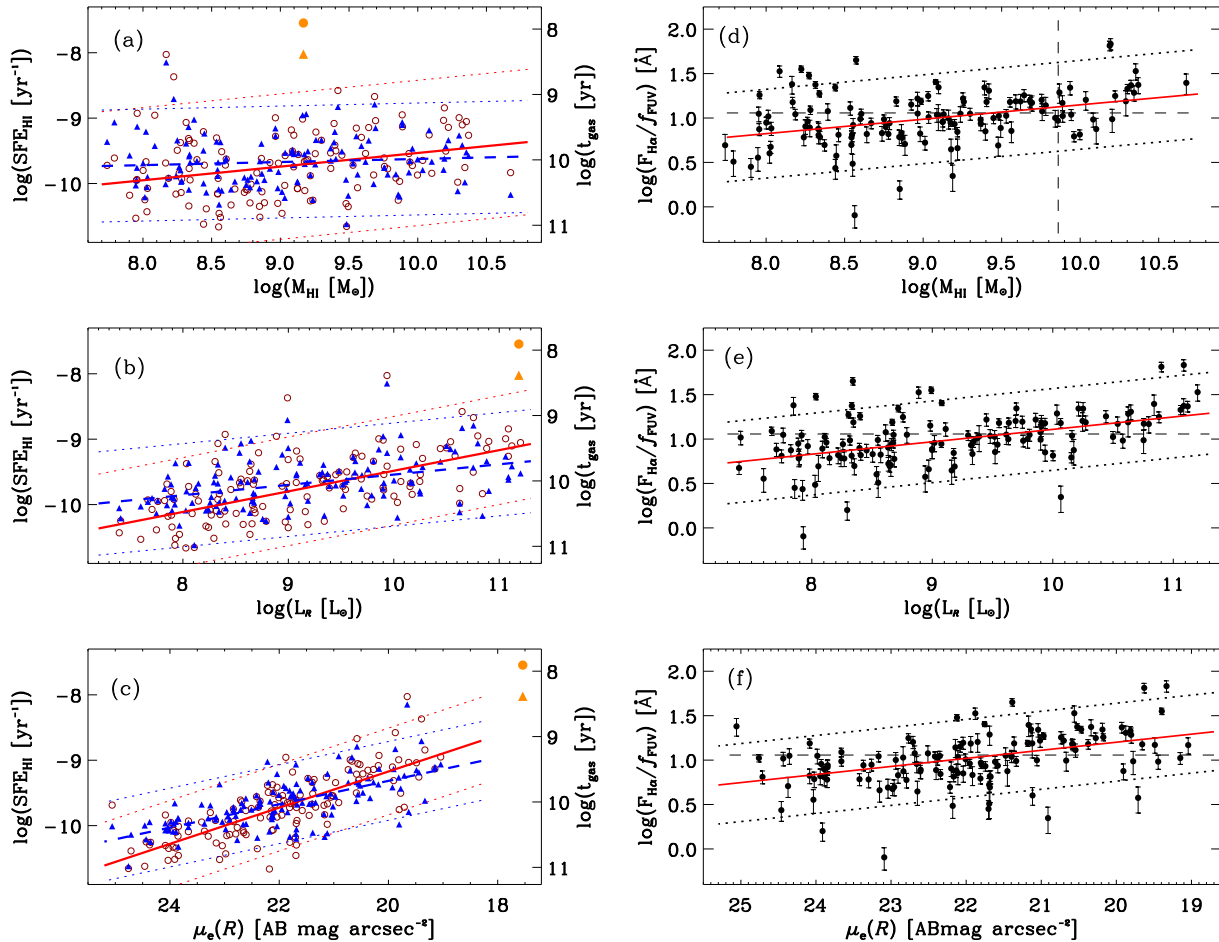 (a)
-8
-9
-10
log(SFE_HI [yr⁻¹])
8
9
10
11
log(t_gas [yr])
8.0 8.5 9.0 9.5 10.0 10.5
log(M_HI [M⊙])
(d)
2.0
1.5
1.0
0.5
0.0
log(F_Hα/f_FUV) [Å]
8.0 8.5 9.0 9.5 10.0 10.5
log(M_HI [M⊙])
(b)
-8
-9
-10
log(SFE_HI [yr⁻¹])
8
9
10
11
log(t_gas [yr])
8 9 10 11
log(L_R [L⊙])
(e)
2.0
1.5
1.0
0.5
0.0
log(F_Hα/f_FUV) [Å]
8 9 10 11
log(L_R [L⊙])
(c)
-8
-9
-10
log(SFE_HI [yr⁻¹])
8
9
10
11
log(t_gas [yr])
24 22 20 18
μ_e(R) [AB mag arcsec⁻²]
(f)
2.0
1.5
1.0
0.5
0.0
log(F_Hα/f_FUV) [Å]
25 24 23 22 21 20 19
μ_e(R) [ABmag arcsec⁻²]